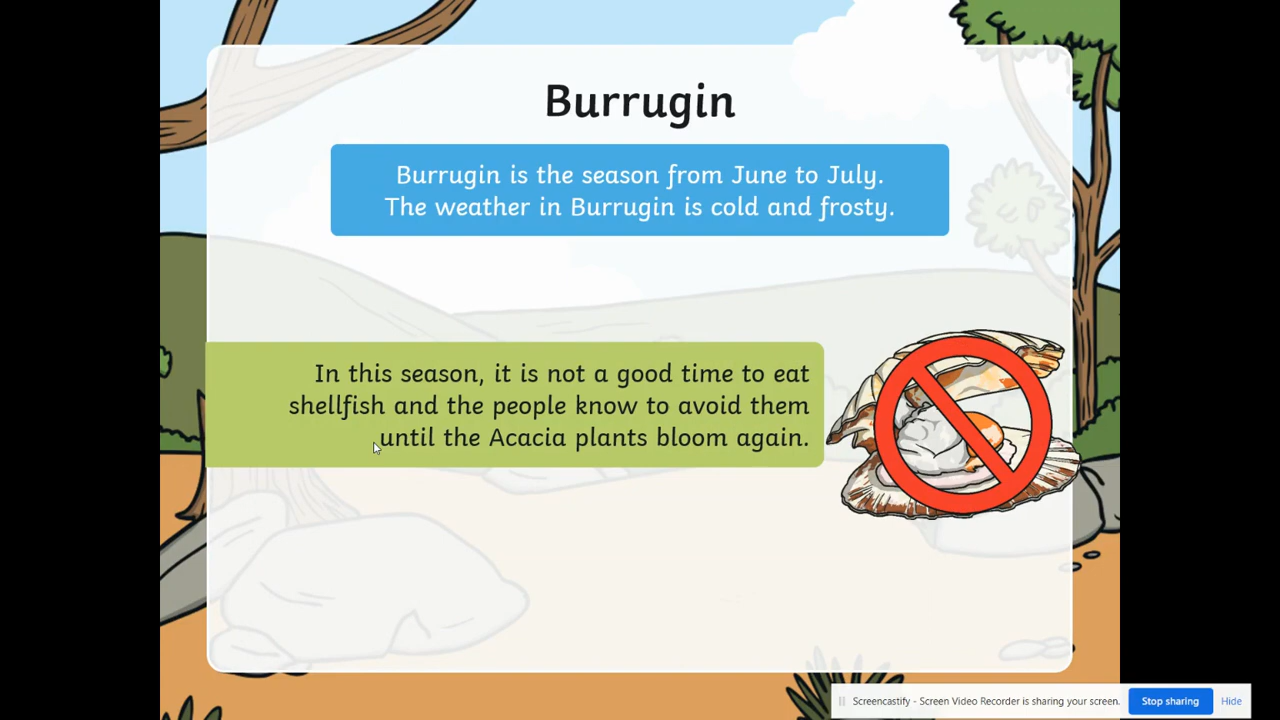 Burrugin
Burrugin is the season from June to July.
The weather in Burrugin is cold and frosty.
In this season, it is not a good time to eat
shellfish and the people know to avoid them
until the Acacia plants bloom again.
Screencastify - Screen Video Recorder is sharing your screen.
Stop sharing
Hide